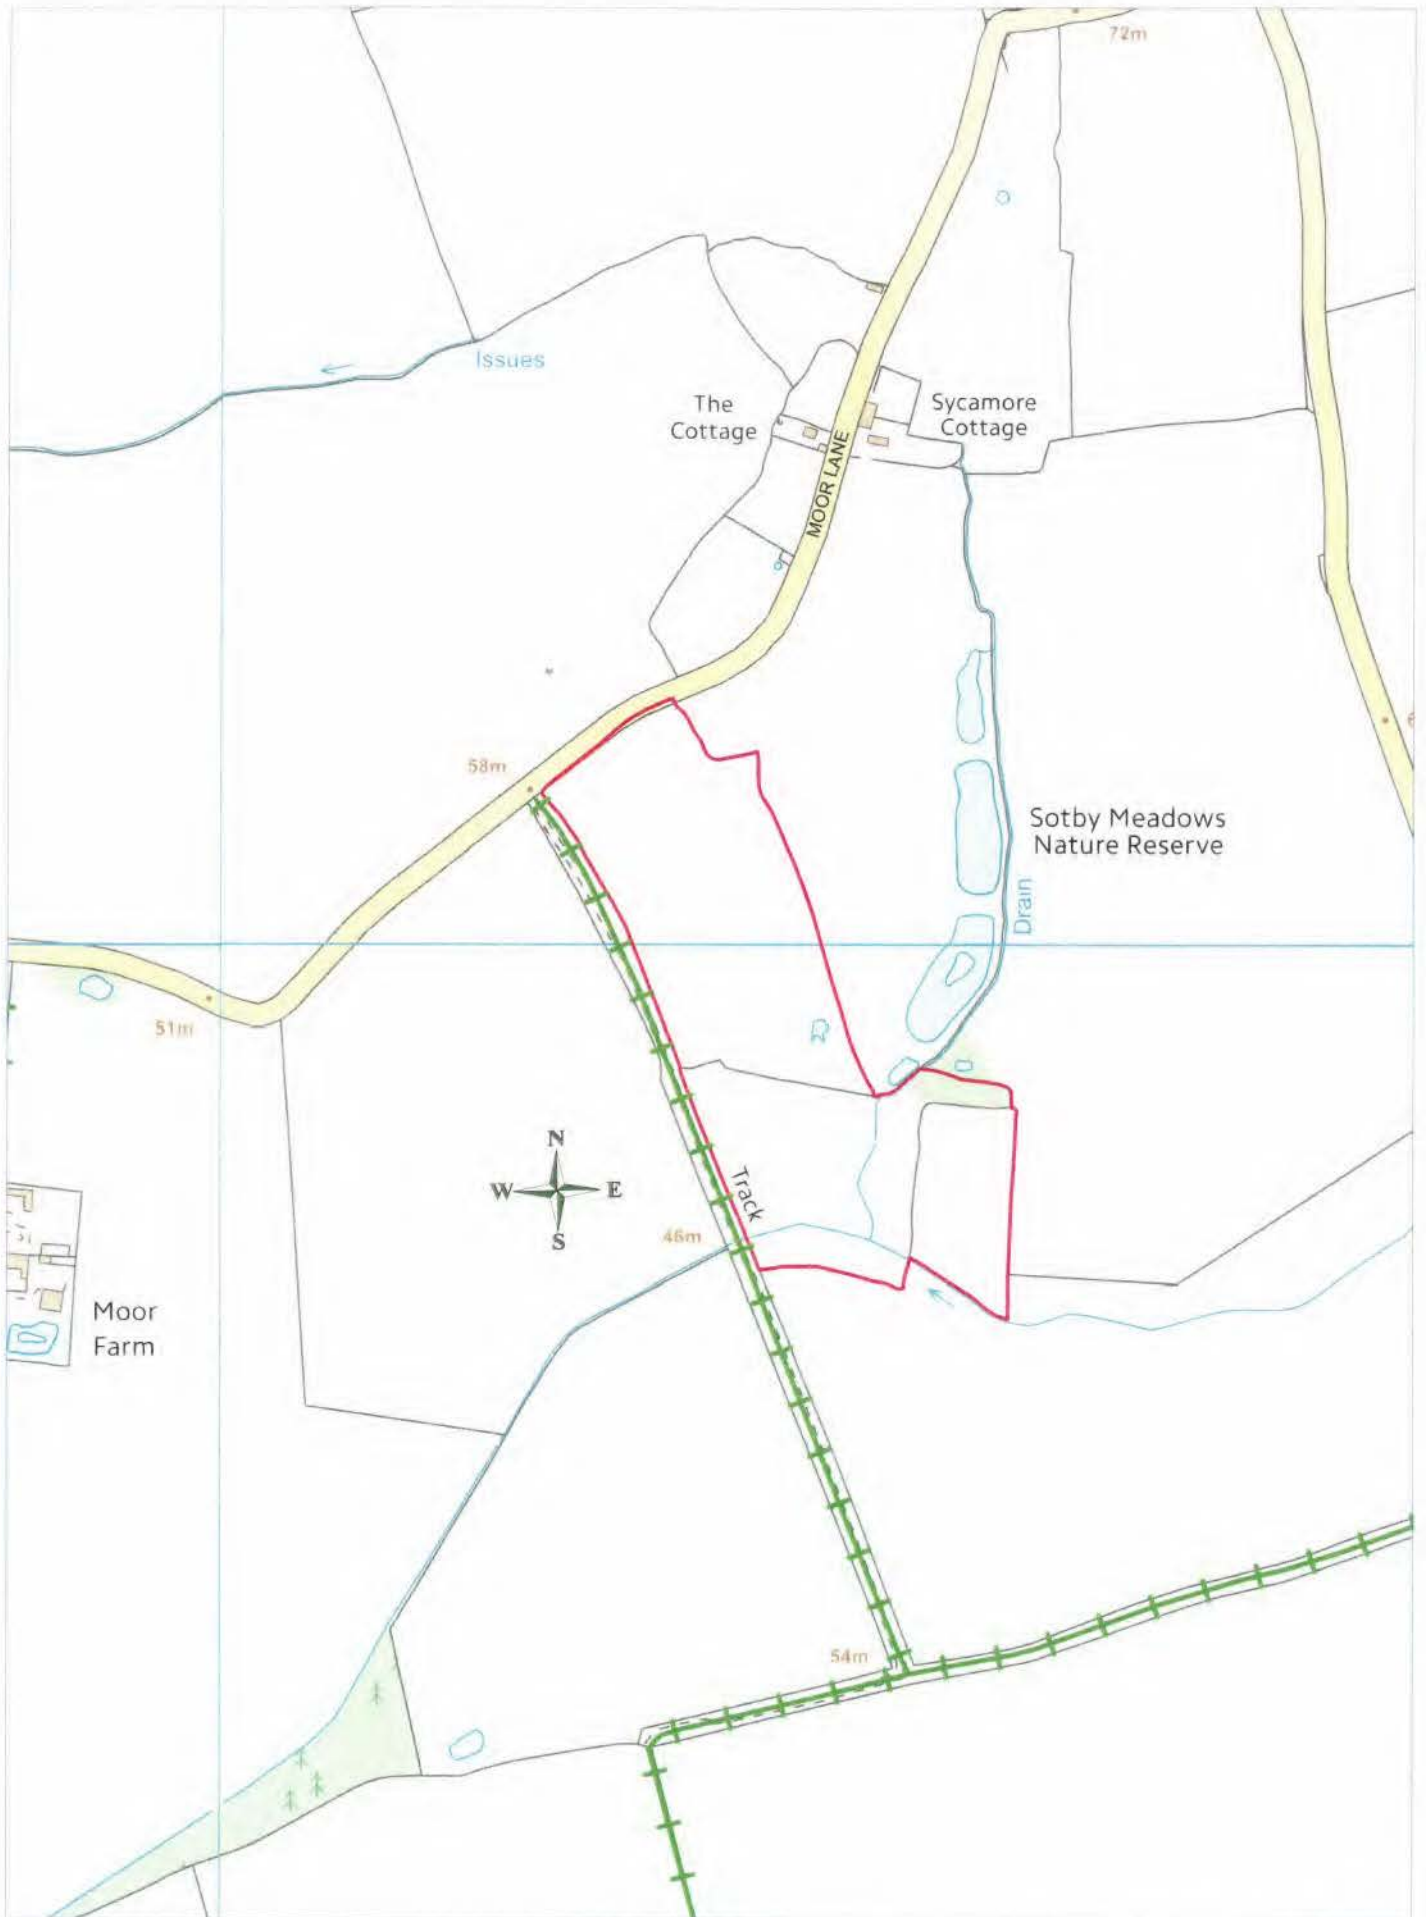 72m
Issues
The
Cottage
Sycamore
Cottage
MOOR LANE
58m
Sotby Meadows
Nature Reserve
Drain
51m
N
W E
S
Track
46m
Moor
Farm
54m